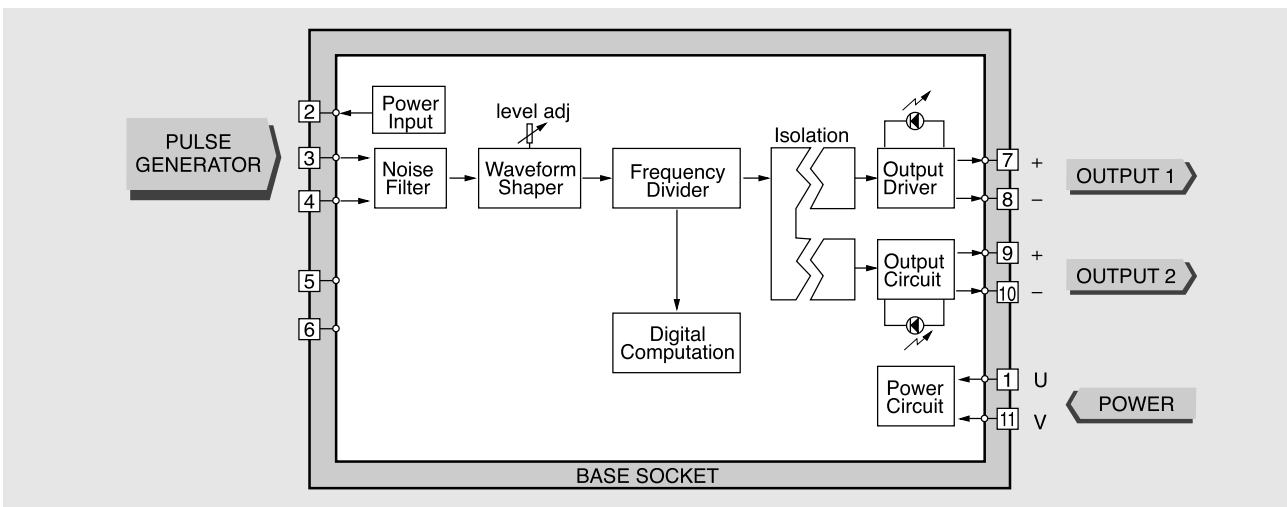 PULSE
GENERATOR
2
3
4
5
6
Power
Input
Noise
Filter
level adj
Waveform
Shaper
Frequency
Divider
Digital
Computation
Isolation
Output
Driver
Output
Circuit
Power
Circuit
7 +
8 −
9 +
10 −
1 U
11 V
OUTPUT 1
OUTPUT 2
POWER
BASE SOCKET